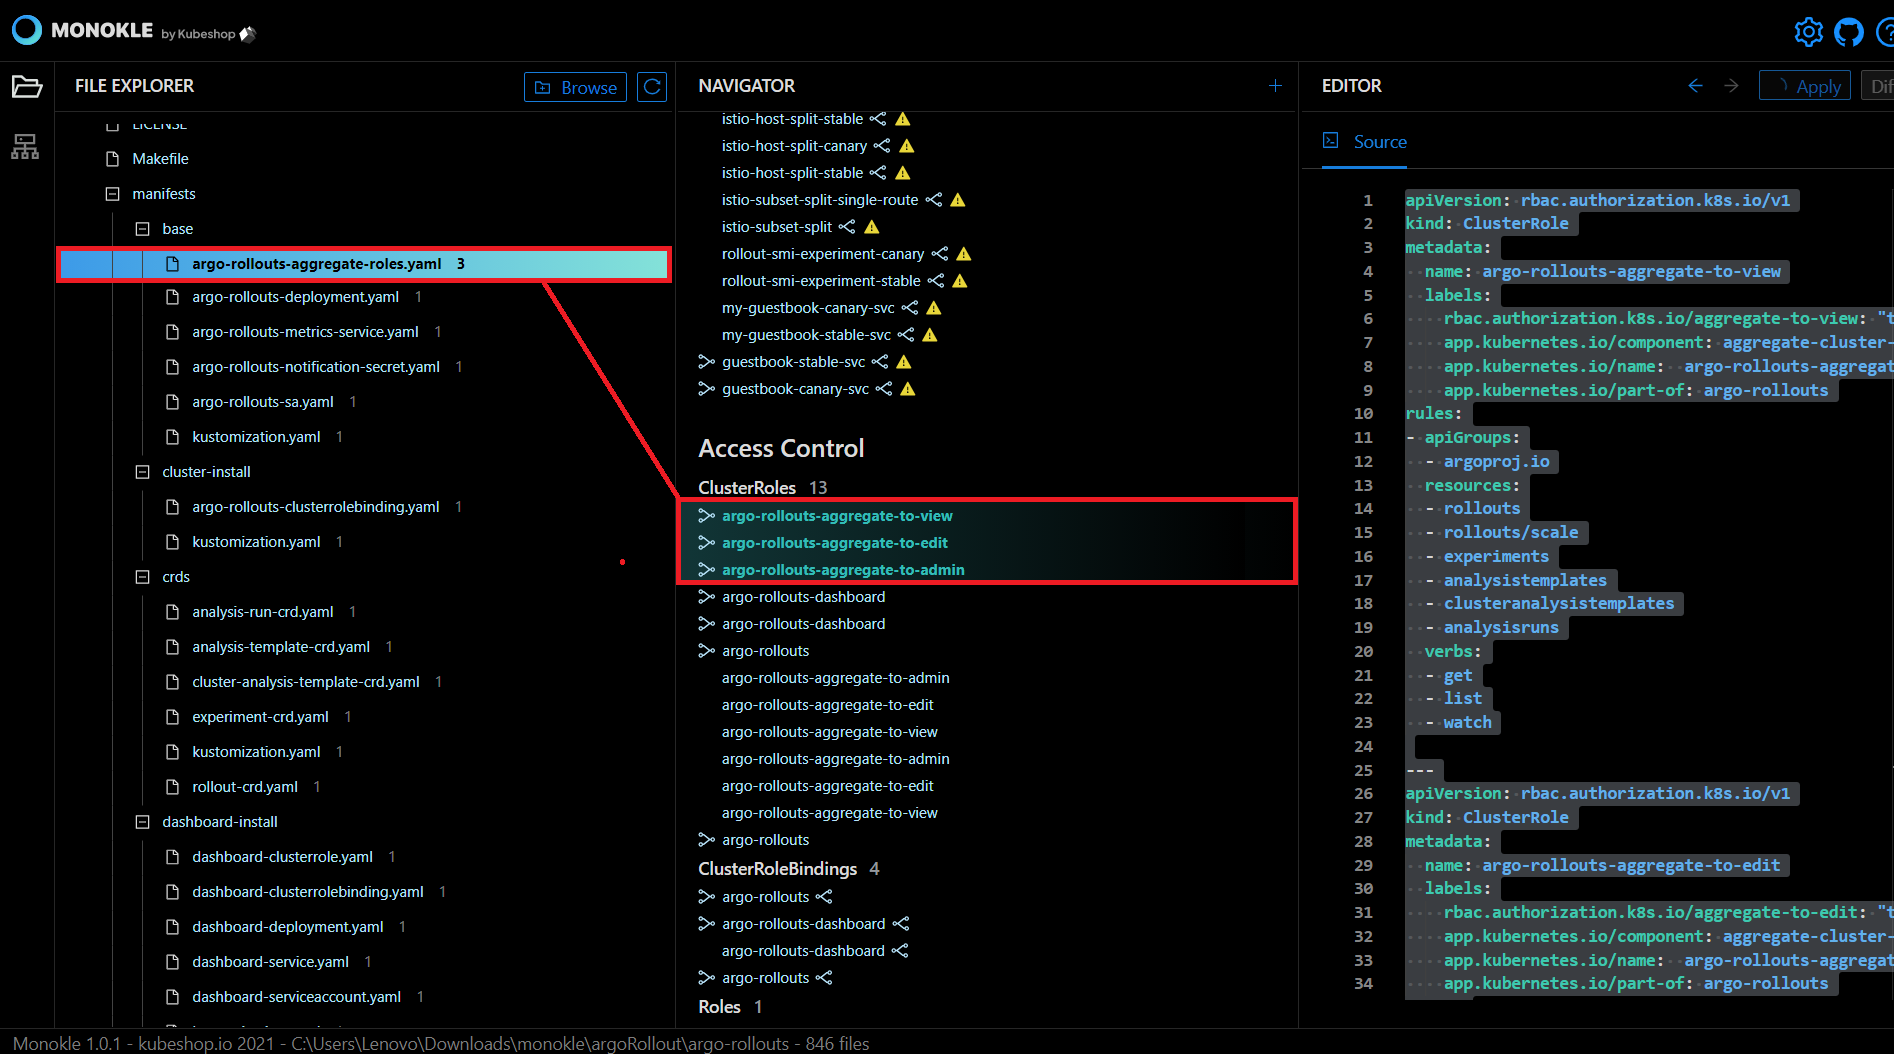 MONOKLE by Kubeshop
FILE EXPLORER
Browse
LICENSE
Makefile
manifests
base
argo-rollouts-aggregate-roles.yaml 3
argo-rollouts-deployment.yaml 1
argo-rollouts-metrics-service.yaml 1
argo-rollouts-notification-secret.yaml 1
argo-rollouts-sa.yaml 1
kustomization.yaml 1
cluster-install
argo-rollouts-clusterrolebinding.yaml 1
kustomization.yaml 1
crds
analysis-run-crd.yaml 1
analysis-template-crd.yaml 1
cluster-analysis-template-crd.yaml 1
experiment-crd.yaml 1
kustomization.yaml 1
rollout-crd.yaml 1
dashboard-install
dashboard-clusterrole.yaml 1
dashboard-clusterrolebinding.yaml 1
dashboard-deployment.yaml 1
dashboard-service.yaml 1
dashboard-serviceaccount.yaml 1
NAVIGATOR
istio-host-split-stable
istio-host-split-canary
istio-host-split-stable
istio-subset-split-single-route
istio-subset-split
rollout-smi-experiment-canary
rollout-smi-experiment-stable
my-guestbook-canary-svc
my-guestbook-stable-svc
guestbook-stable-svc
guestbook-canary-svc
Access Control
ClusterRoles 13
argo-rollouts-aggregate-to-view
argo-rollouts-aggregate-to-edit
argo-rollouts-aggregate-to-admin
argo-rollouts-dashboard
argo-rollouts-dashboard
argo-rollouts
argo-rollouts-aggregate-to-admin
argo-rollouts-aggregate-to-edit
argo-rollouts-aggregate-to-view
argo-rollouts-aggregate-to-admin
argo-rollouts-aggregate-to-edit
argo-rollouts-aggregate-to-view
argo-rollouts
ClusterRoleBindings 4
argo-rollouts
argo-rollouts-dashboard
argo-rollouts-dashboard
argo-rollouts
Roles 1
EDITOR
Apply
Dif
Source
1 apiVersion: rbac.authorization.k8s.io/v1
2 kind: ClusterRole
3 metadata:
4 name: argo-rollouts-aggregate-to-view
5 labels:
6 rbac.authorization.k8s.io/aggregate-to-view: "t
7 app.kubernetes.io/component: aggregate-cluster-
8 app.kubernetes.io/name: argo-rollouts-aggregat
9 app.kubernetes.io/part-of: argo-rollouts
10 rules:
11 - apiGroups:
12 - argoproj.io
13 resources:
14 - rollouts
15 - rollouts/scale
16 - experiments
17 - analysistemplates
18 - clusteranalysistemplates
19 - analysisruns
20 verbs:
21 - get
22 - list
23 - watch
24
25 ---
26 apiVersion: rbac.authorization.k8s.io/v1
27 kind: ClusterRole
28 metadata:
29 name: argo-rollouts-aggregate-to-edit
30 labels:
31 rbac.authorization.k8s.io/aggregate-to-edit: "t
32 app.kubernetes.io/component: aggregate-cluster-
33 app.kubernetes.io/name: argo-rollouts-aggregat
34 app.kubernetes.io/part-of: argo-rollouts
Monokle 1.0.1 - kubeshop.io 2021 - C:\Users\Lenovo\Downloads\monokle\argoRollout\argo-rollouts - 846 files